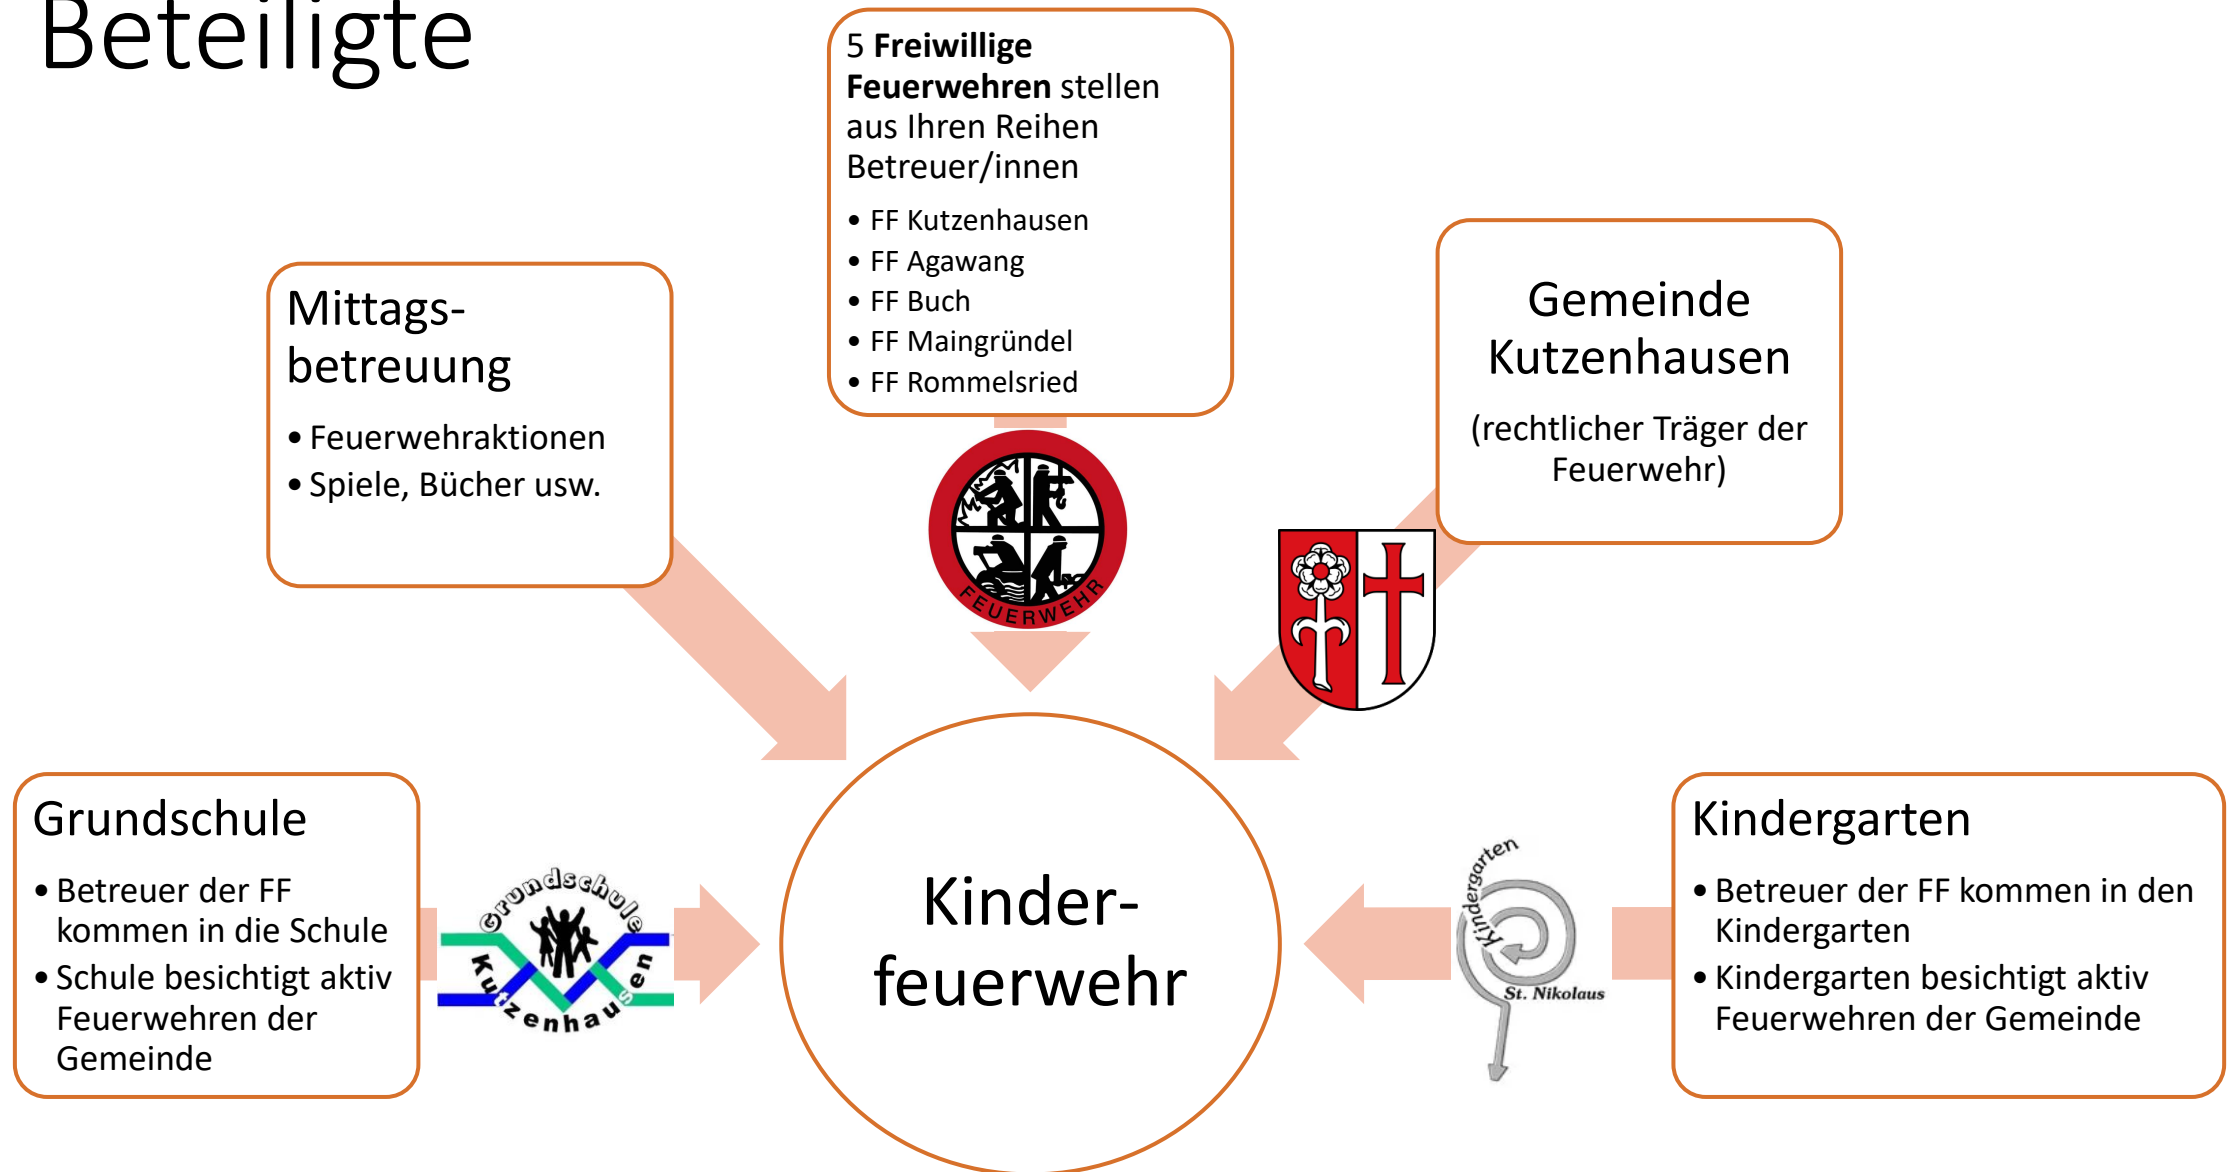 Beteiligte
5 Freiwillige
Feuerwehren stellen
aus Ihren Reihen
Betreuer/innen
• FF Kutzenhausen
• FF Agawang
• FF Buch
• FF Maingründel
• FF Rommelsried
FEUERWEHR
Mittags-
betreuung
• Feuerwehraktionen
• Spiele, Bücher usw.
Gemeinde
Kutzenhausen
(rechtlicher Träger der
Feuerwehr)
Grundschule
• Betreuer der FF
kommen in die Schule
• Schule besichtigt aktiv
Feuerwehren der
Gemeinde
Grundschule
Kutzenhausen
Kinder-
feuerwehr
Kindergarten
St. Nikolaus
Kindergarten
• Betreuer der FF kommen in den
Kindergarten
• Kindergarten besichtigt aktiv
Feuerwehren der Gemeinde